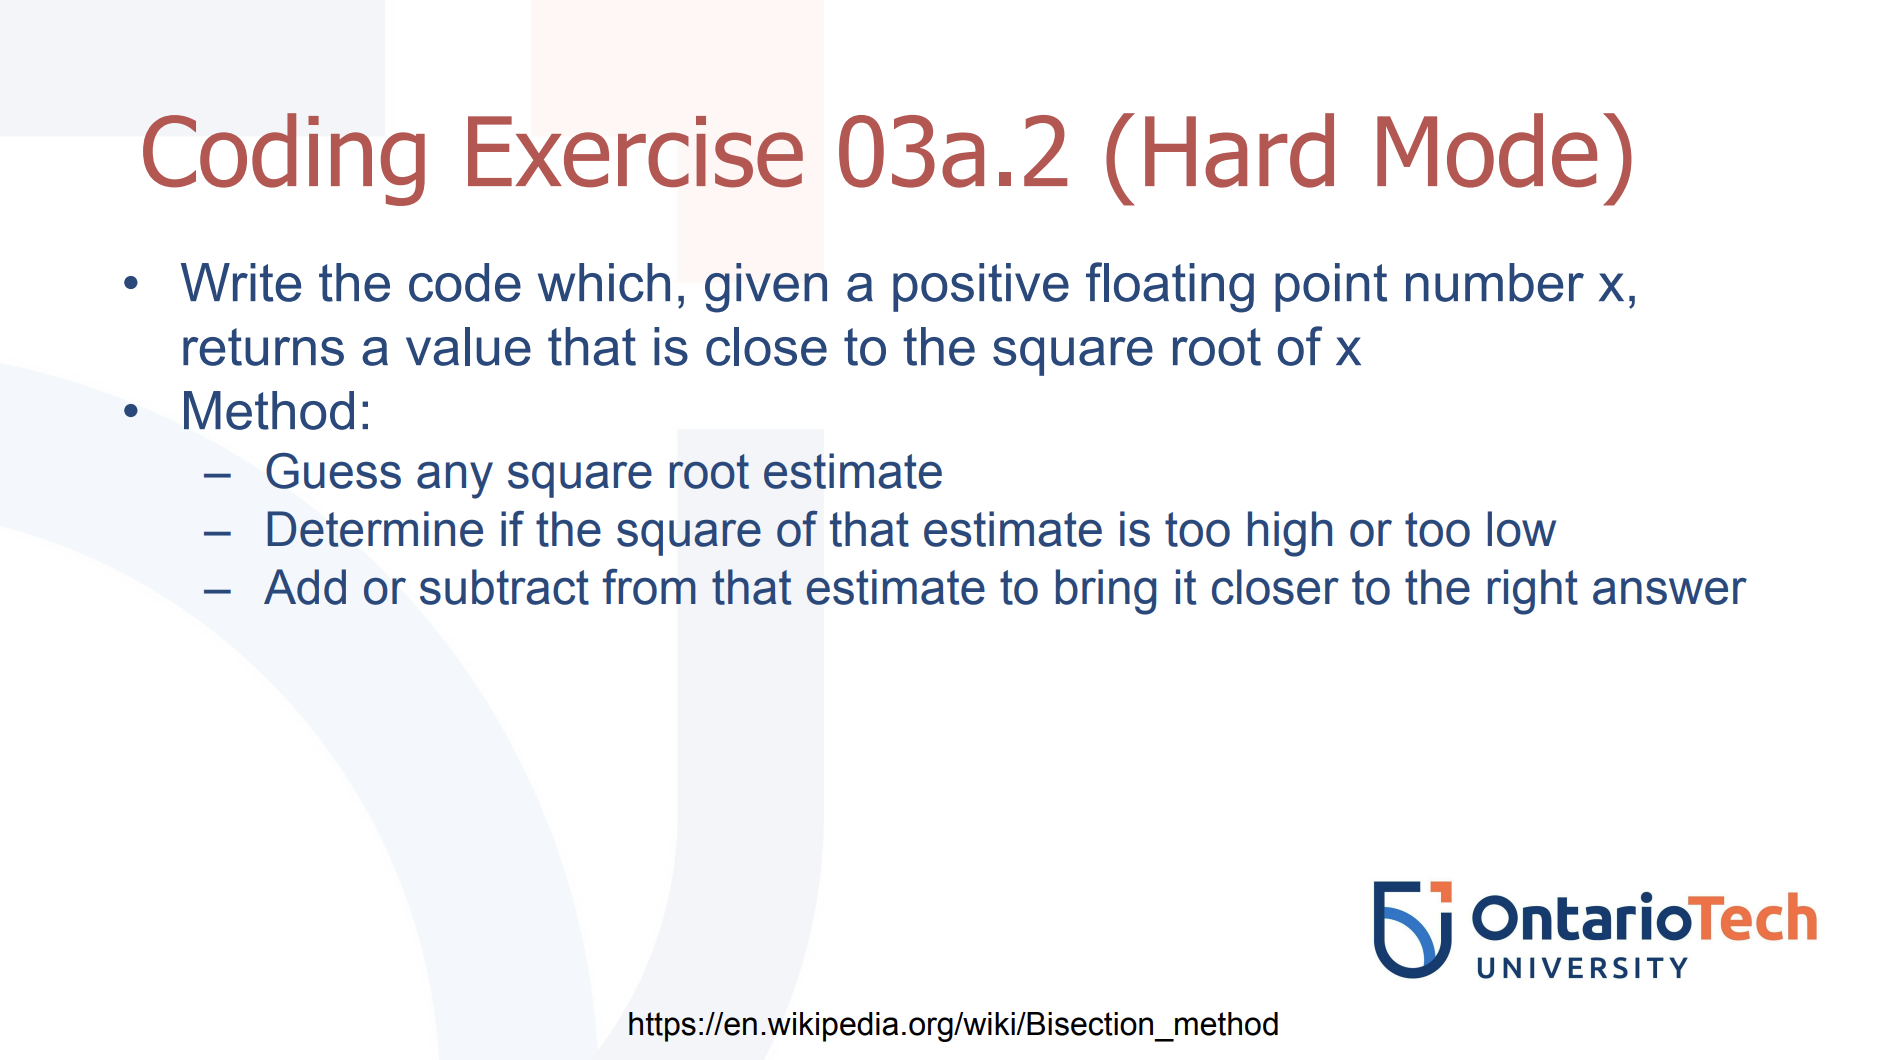 Coding Exercise 03a.2 (Hard Mode)
• Write the code which, given a positive floating point number x,
returns a value that is close to the square root of x
• Method:
– Guess any square root estimate
– Determine if the square of that estimate is too high or too low
– Add or subtract from that estimate to bring it closer to the right answer
OntarioTech
UNIVERSITY
https://en.wikipedia.org/wiki/Bisection_method